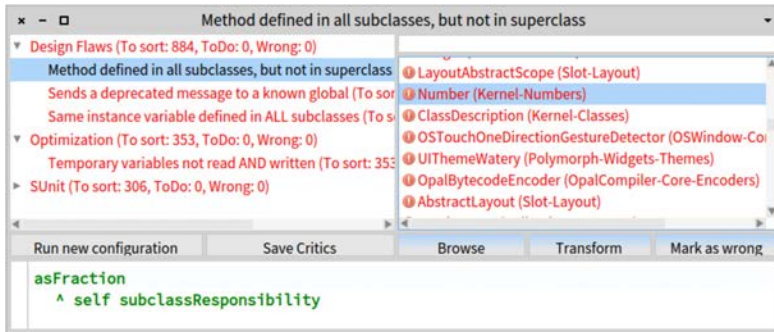 Method defined in all subclasses, but not in superclass
Design Flaws (To sort: 884, ToDo: 0, Wrong: 0)
Method defined in all subclasses, but not in superclass
Sends a deprecated message to a known global (To sor
Same instance variable defined in ALL subclasses (To s
Optimization (To sort: 353, ToDo: 0, Wrong: 0)
Temporary variables not read AND written (To sort: 353
SUnit (To sort: 306, ToDo: 0, Wrong: 0)
LayoutAbstractScope (Slot-Layout)
Number (Kernel-Numbers)
ClassDescription (Kernel-Classes)
OSTouchOneDirectionGestureDetector (OSWindow-Co
UIThemeWatery (Polymorph-Widgets-Themes)
OpalBytecodeEncoder (OpalCompiler-Core-Encoders)
AbstractLayout (Slot-Layout)
Run new configuration Save Critics Browse Transform Mark as wrong
asFraction
^ self subclassResponsibility